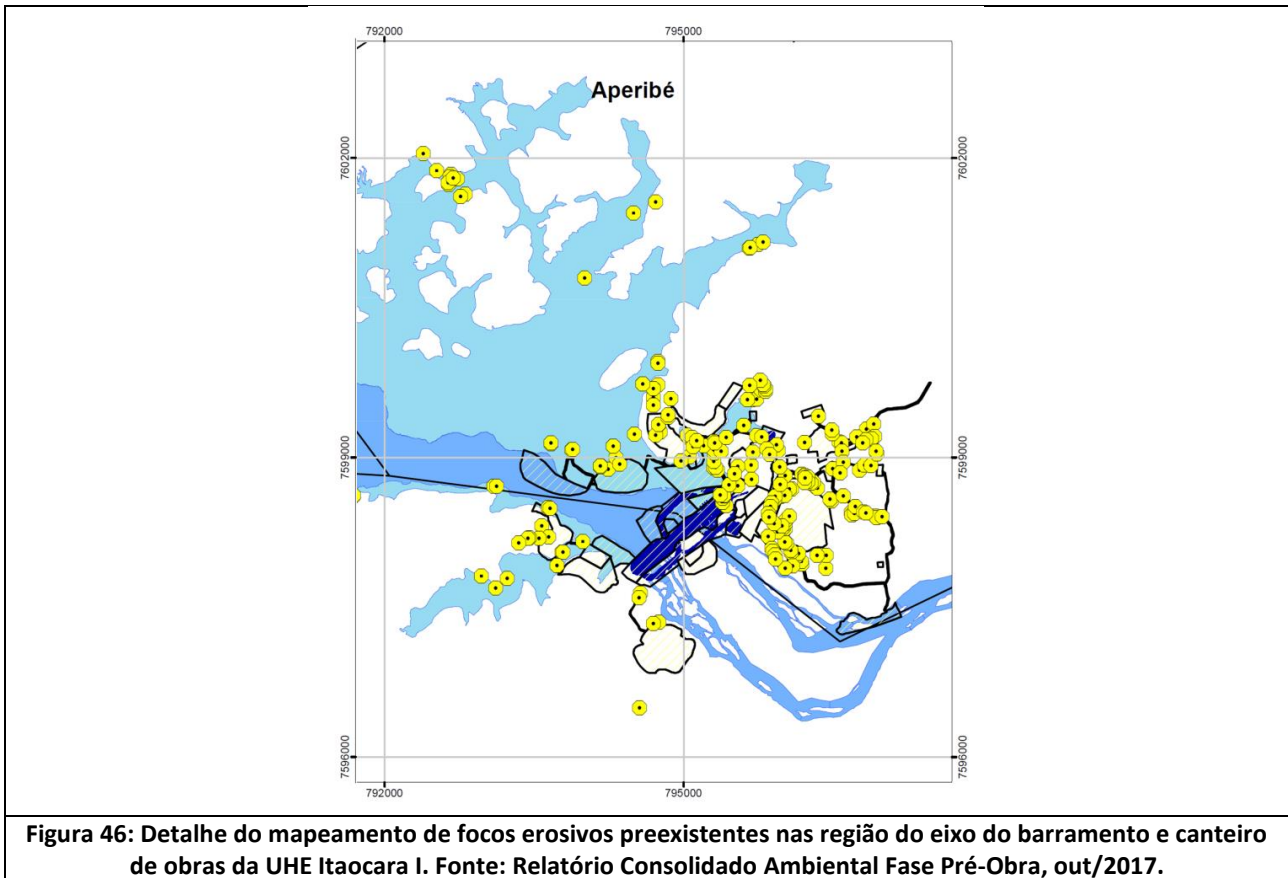 792000 795000
Aperibé
7602000 7602000
7599000 7599000
7596000 7596000
792000 795000
Figura 46: Detalhe do mapeamento de focos erosivos preexistentes nas região do eixo do barramento e canteiro
de obras da UHE Itaocara I. Fonte: Relatório Consolidado Ambiental Fase Pré-Obra, out/2017.